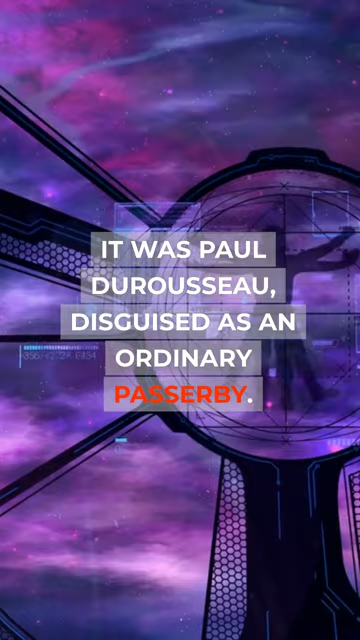 IT WAS PAUL
DUROUSSEAU,
DISGUISED AS AN
ORDINARY
PASSERBY.